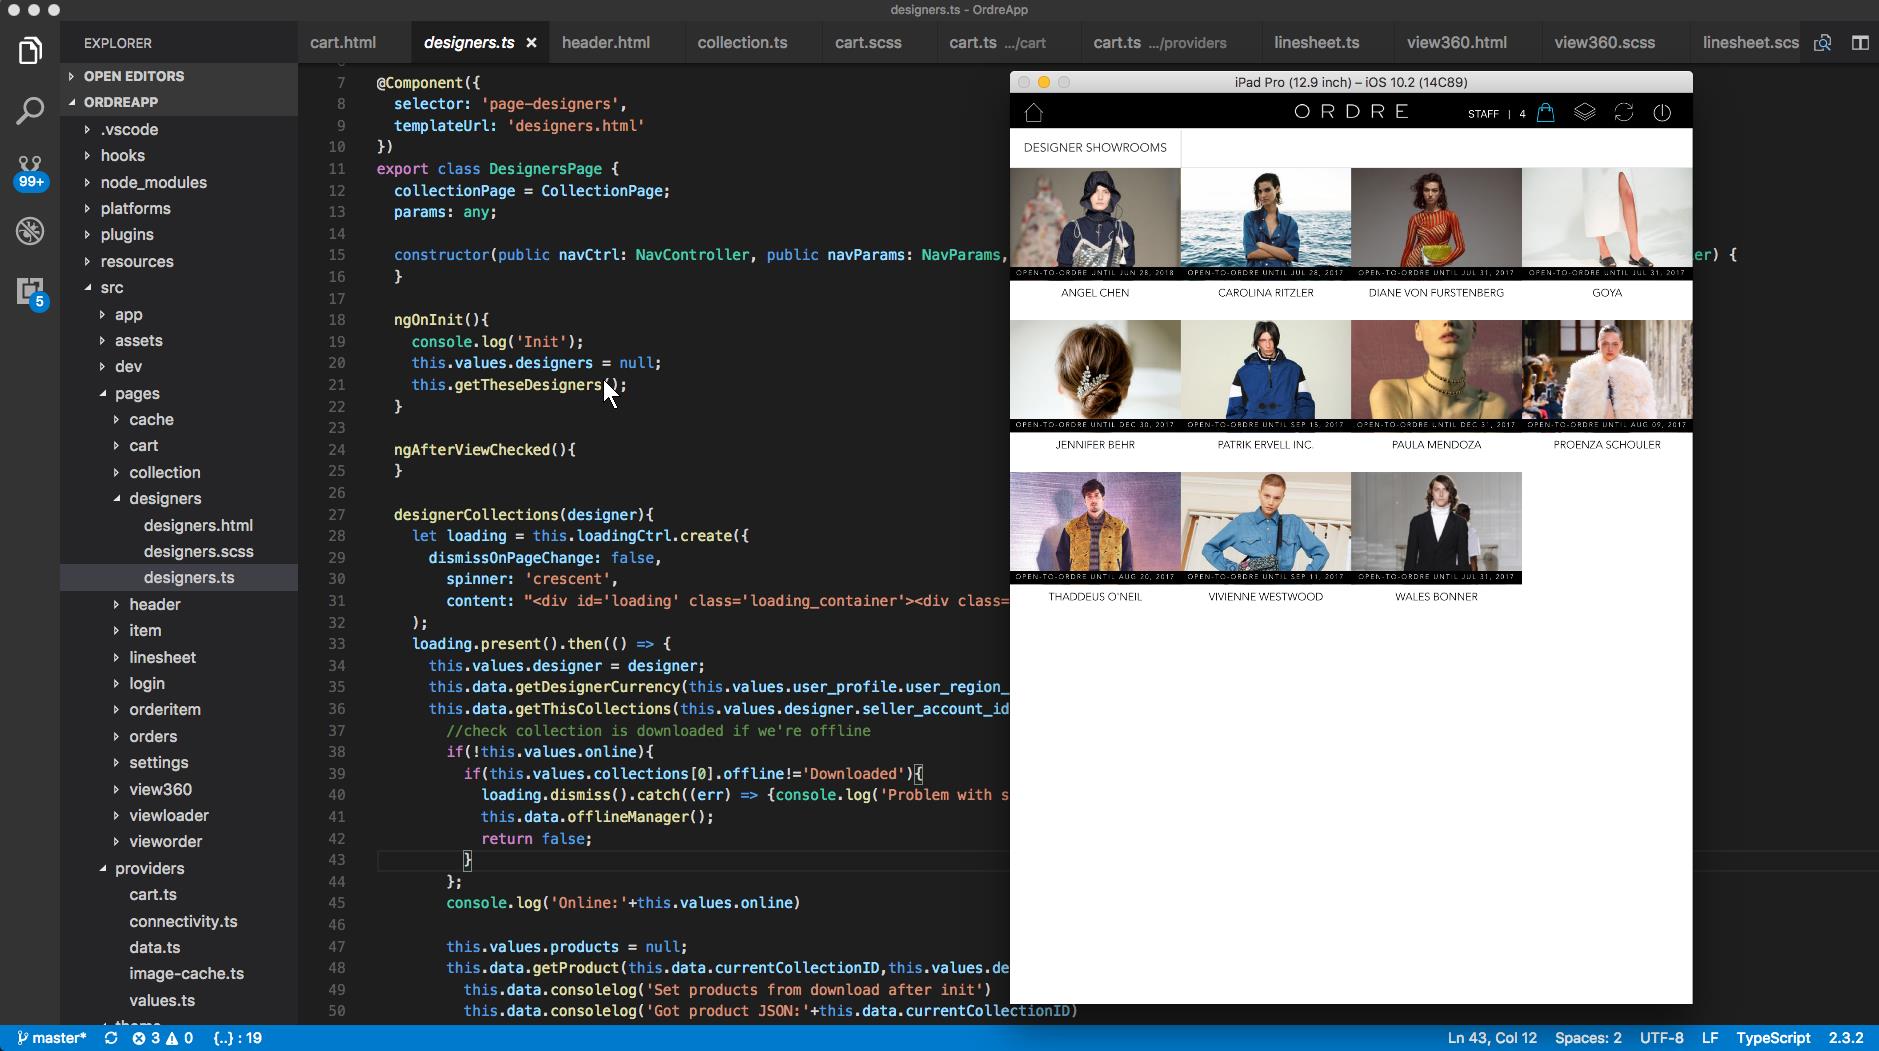 designers.ts - OrdreApp
EXPLORER
cart.html
designers.ts
header.html
collection.ts
cart.scss
cart.ts .../cart
cart.ts .../providers
linesheet.ts
view360.html
view360.scss
linesheet.scs
OPEN EDITORS
ORDREAPP
.vscode
hooks
node_modules
platforms
plugins
resources
src
app
assets
dev
pages
cache
cart
collection
designers
designers.html
designers.scss
designers.ts
header
item
linesheet
login
orderitem
orders
settings
view360
viewloader
vieworder
providers
cart.ts
connectivity.ts
data.ts
image-cache.ts
values.ts
99+
5
7 @Component({
8 selector: 'page-designers',
9 templateUrl: 'designers.html'
10 })
11 export class DesignersPage {
12 collectionPage = CollectionPage;
13 params: any;
14
15 constructor(public navCtrl: NavController, public navParams: NavParams, er) {
16 }
17
18 ngOnInit(){
19 console.log('Init');
20 this.values.designers = null;
21 this.getTheseDesigners();
22 }
23
24 ngAfterViewChecked(){
25 }
26
27 designerCollections(designer){
28 let loading = this.loadingCtrl.create({
29 dismissOnPageChange: false,
30 spinner: 'crescent',
31 content: "<div id='loading' class='loading_container'><div class=
32 );
33 loading.present().then(() => {
34 this.values.designer = designer;
35 this.data.getDesignerCurrency(this.values.user_profile.user_region_
36 this.data.getThisCollections(this.values.designer.seller_account_id
37 //check collection is downloaded if we're offline
38 if(!this.values.online){
39 if(this.values.collections[0].offline!='Downloaded'){
40 loading.dismiss().catch((err) => {console.log('Problem with s
41 this.data.offlineManager();
42 return false;
43 }
44 };
45 console.log('Online:'+this.values.online)
46
47 this.values.products = null;
48 this.data.getProduct(this.data.currentCollectionID,this.values.de
49 this.data.consolelog('Set products from download after init')
50 this.data.consolelog('Got product JSON:'+this.data.currentCollectionID)
iPad Pro (12.9 inch) – iOS 10.2 (14C89)
ORDRE
STAFF | 4
DESIGNER SHOWROOMS
OPEN-TO-ORDRE UNTIL JUN 28, 2018
OPEN-TO-ORDRE UNTIL JUL 28, 2017
OPEN-TO-ORDRE UNTIL JUL 31, 2017
OPEN-TO-ORDRE UNTIL JUL 31, 2017
ANGEL CHEN
CAROLINA RITZLER
DIANE VON FURSTENBERG
GOYA
OPEN-TO-ORDRE UNTIL DEC 30, 2017
OPEN-TO-ORDRE UNTIL SEP 15, 2017
OPEN-TO-ORDRE UNTIL DEC 31, 2017
OPEN-TO-ORDRE UNTIL AUG 09, 2017
JENNIFER BEHR
PATRIK ERVELL INC.
PAULA MENDOZA
PROENZA SCHOULER
OPEN-TO-ORDRE UNTIL AUG 20, 2017
OPEN-TO-ORDRE UNTIL SEP 11, 2017
OPEN-TO-ORDRE UNTIL JUL 31, 2017
THADDEUS O'NEIL
VIVIENNE WESTWOOD
WALES BONNER
master* 3 0 {..} : 19
Ln 43, Col 12 Spaces: 2 UTF-8 LF TypeScript 2.3.2